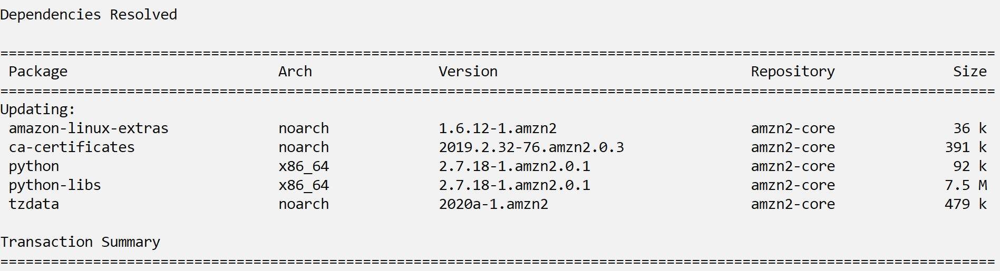 Dependencies Resolved
======================================================================================================================
Package Arch Version Repository Size
======================================================================================================================
Updating:
amazon-linux-extras noarch 1.6.12-1.amzn2 amzn2-core 36 k
ca-certificates noarch 2019.2.32-76.amzn2.0.3 amzn2-core 391 k
python x86_64 2.7.18-1.amzn2.0.1 amzn2-core 92 k
python-libs x86_64 2.7.18-1.amzn2.0.1 amzn2-core 7.5 M
tzdata noarch 2020a-1.amzn2 amzn2-core 479 k
Transaction Summary
======================================================================================================================